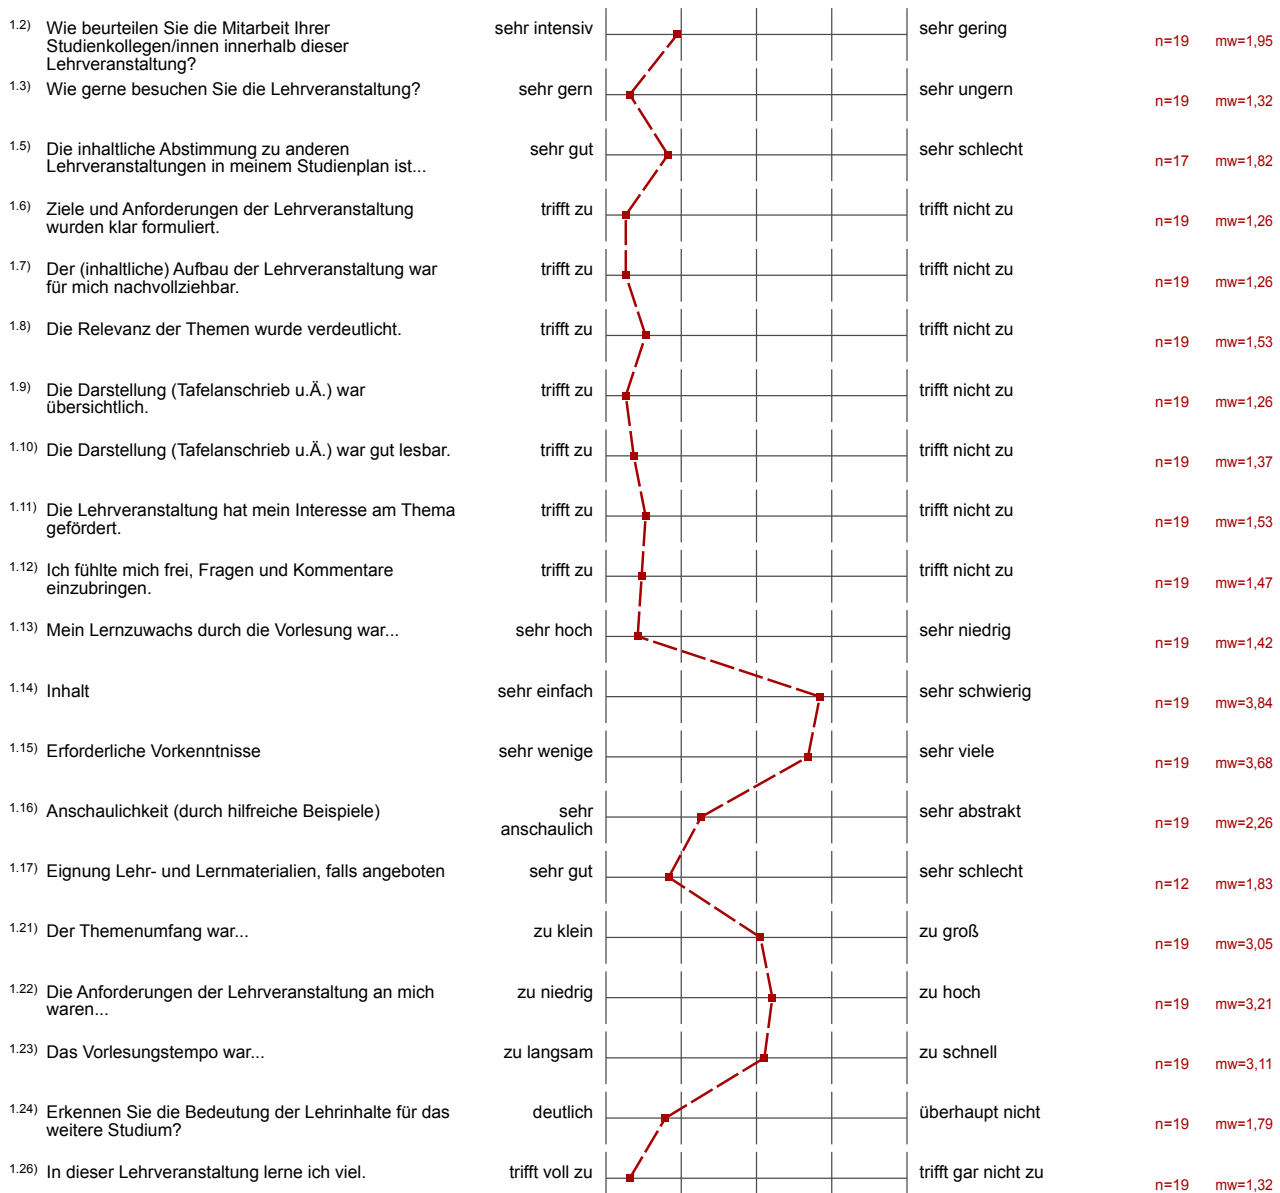 1.2) Wie beurteilen Sie die Mitarbeit Ihrer
Studienkollegen/innen innerhalb dieser
Lehrveranstaltung?
sehr intensiv
sehr gering
n=19 mw=1,95
1.3) Wie gerne besuchen Sie die Lehrveranstaltung?
sehr gern
sehr ungern
n=19 mw=1,32
1.5) Die inhaltliche Abstimmung zu anderen
Lehrveranstaltungen in meinem Studienplan ist...
sehr gut
sehr schlecht
n=17 mw=1,82
1.6) Ziele und Anforderungen der Lehrveranstaltung
wurden klar formuliert.
trifft zu
trifft nicht zu
n=19 mw=1,26
1.7) Der (inhaltliche) Aufbau der Lehrveranstaltung war
für mich nachvollziehbar.
trifft zu
trifft nicht zu
n=19 mw=1,26
1.8) Die Relevanz der Themen wurde verdeutlicht.
trifft zu
trifft nicht zu
n=19 mw=1,53
1.9) Die Darstellung (Tafelanschrieb u.Ä.) war
übersichtlich.
trifft zu
trifft nicht zu
n=19 mw=1,26
1.10) Die Darstellung (Tafelanschrieb u.Ä.) war gut lesbar.
trifft zu
trifft nicht zu
n=19 mw=1,37
1.11) Die Lehrveranstaltung hat mein Interesse am Thema
gefördert.
trifft zu
trifft nicht zu
n=19 mw=1,53
1.12) Ich fühlte mich frei, Fragen und Kommentare
einzubringen.
trifft zu
trifft nicht zu
n=19 mw=1,47
1.13) Mein Lernzuwachs durch die Vorlesung war...
sehr hoch
sehr niedrig
n=19 mw=1,42
1.14) Inhalt
sehr einfach
sehr schwierig
n=19 mw=3,84
1.15) Erforderliche Vorkenntnisse
sehr wenige
sehr viele
n=19 mw=3,68
1.16) Anschaulichkeit (durch hilfreiche Beispiele)
sehr
anschaulich
sehr abstrakt
n=19 mw=2,26
1.17) Eignung Lehr- und Lernmaterialien, falls angeboten
sehr gut
sehr schlecht
n=12 mw=1,83
1.21) Der Themenumfang war...
zu klein
zu groß
n=19 mw=3,05
1.22) Die Anforderungen der Lehrveranstaltung an mich
waren...
zu niedrig
zu hoch
n=19 mw=3,21
1.23) Das Vorlesungstempo war...
zu langsam
zu schnell
n=19 mw=3,11
1.24) Erkennen Sie die Bedeutung der Lehrinhalte für das
weitere Studium?
deutlich
überhaupt nicht
n=19 mw=1,79
1.26) In dieser Lehrveranstaltung lerne ich viel.
trifft voll zu
trifft gar nicht zu
n=19 mw=1,32